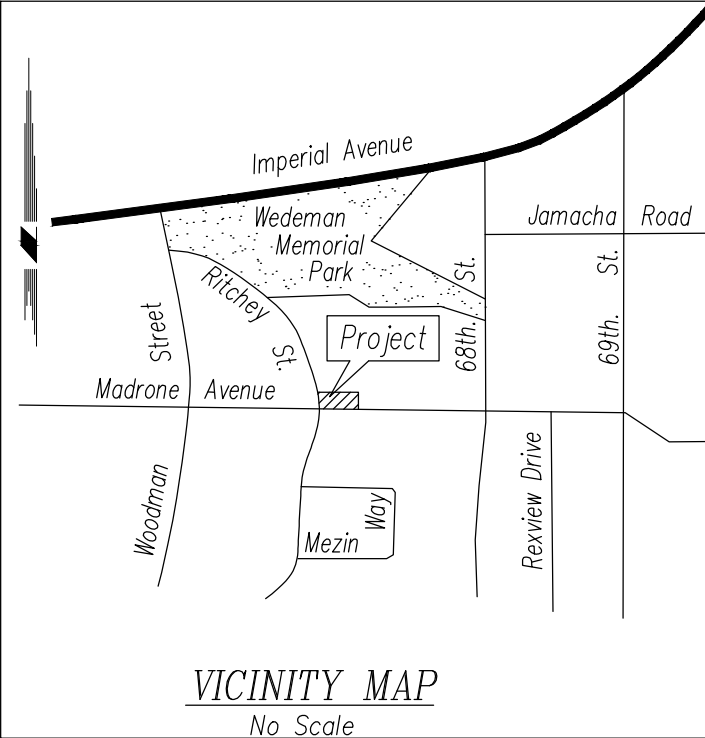 Imperial Avenue
Wedeman
Memorial
Park
Jamacha Road
Ritchey St.
68th. St.
69th. St.
Project
Woodman Street
Madrone Avenue
Mezin Way
Rexview Drive
VICINITY MAP
No Scale